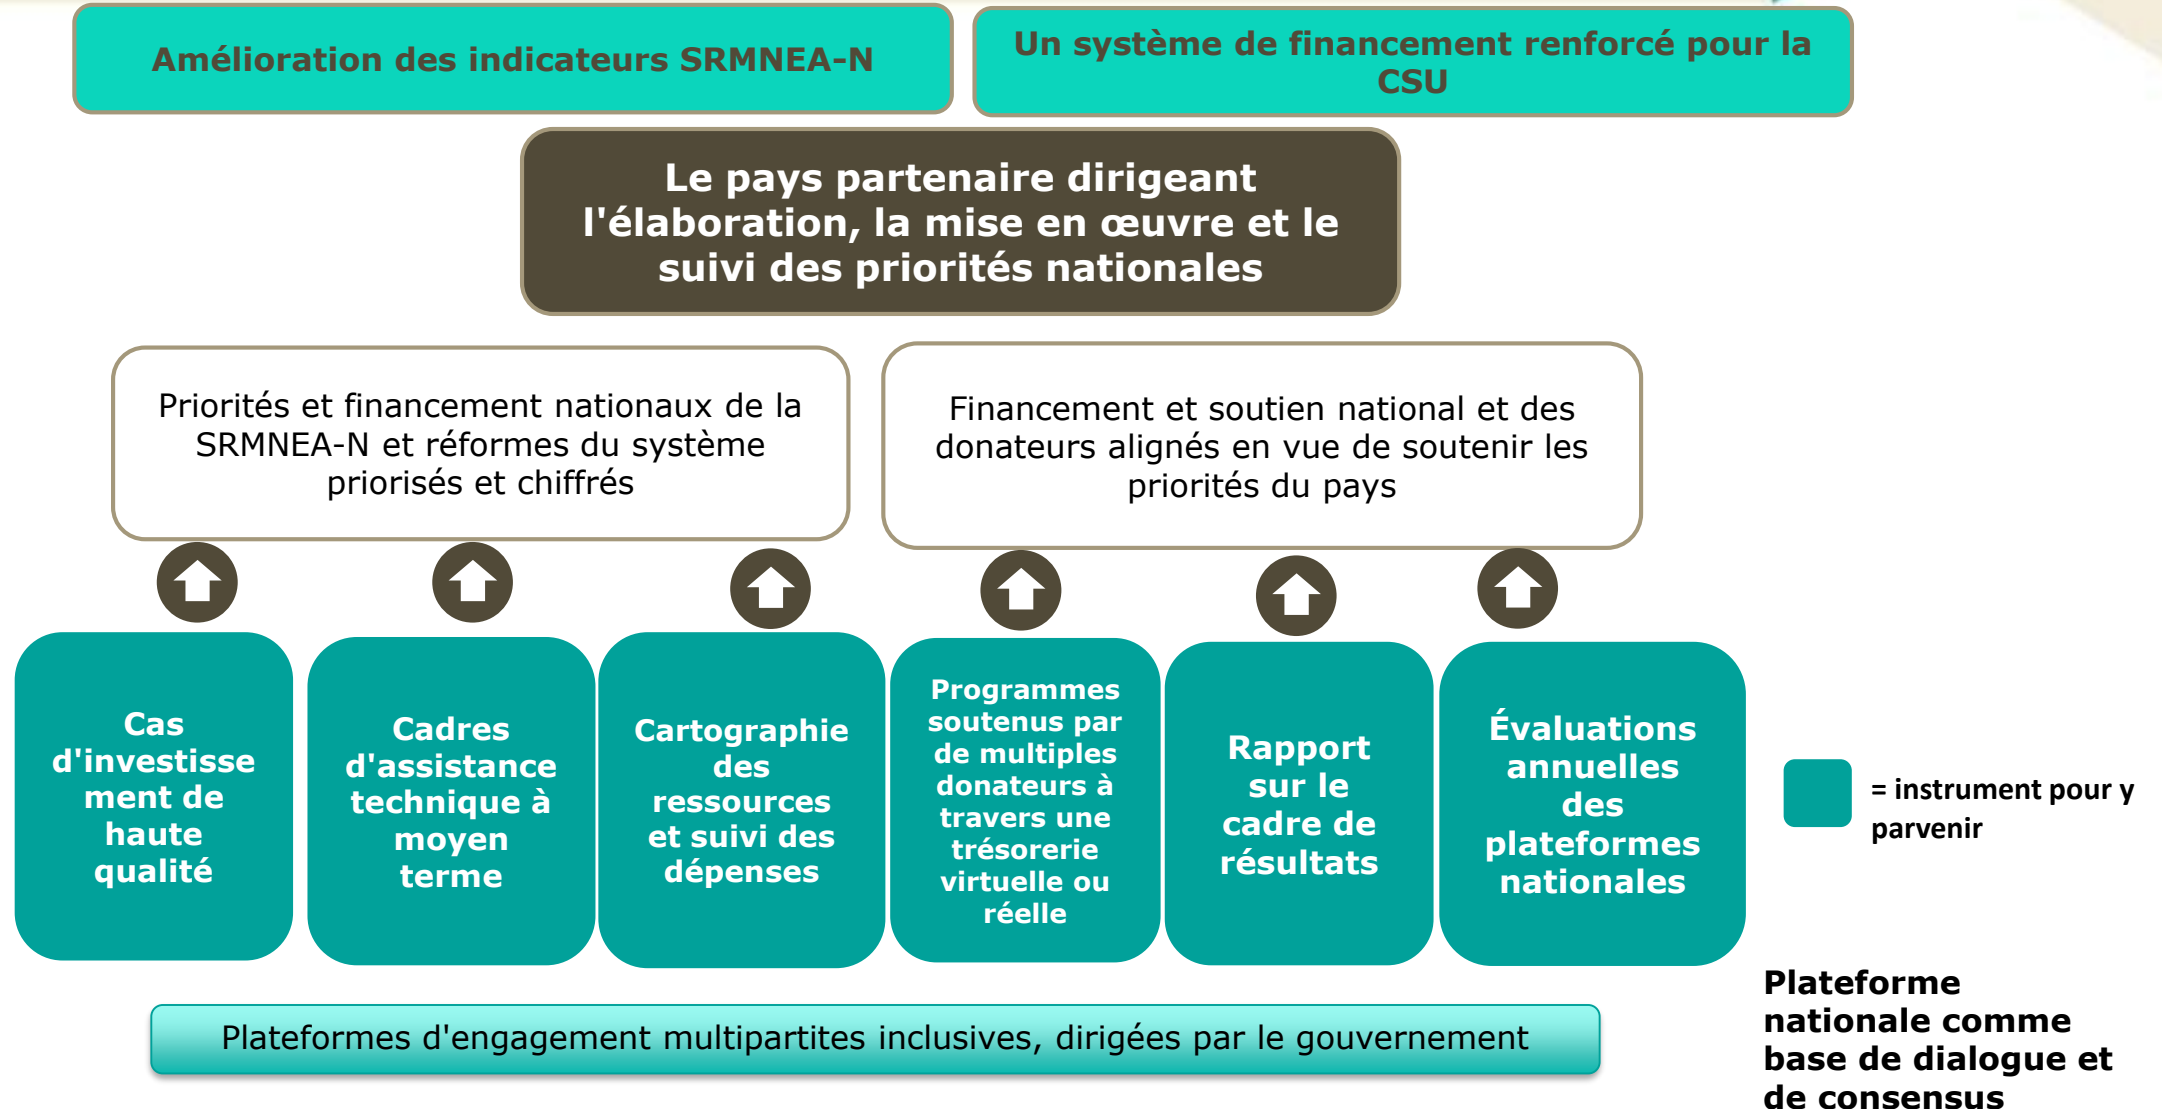 Amélioration des indicateurs SRMNEA-N
Un système de financement renforcé pour la
CSU
Le pays partenaire dirigeant
l'élaboration, la mise en œuvre et le
suivi des priorités nationales
Priorités et financement nationaux de la
SRMNEA-N et réformes du système
priorisés et chiffrés
Financement et soutien national et des
donateurs alignés en vue de soutenir les
priorités du pays
Cas
d'investisse
ment de
haute
qualité
Cadres
d'assistance
technique à
moyen
terme
Cartographie
des
ressources
et suivi des
dépenses
Programmes
soutenus par
de multiples
donateurs à
travers une
trésorerie
virtuelle ou
réelle
Rapport
sur le
cadre de
résultats
Évaluations
annuelles
des
plateformes
nationales
= instrument pour y
parvenir
Plateformes d'engagement multipartites inclusives, dirigées par le gouvernement
Plateforme
nationale comme
base de dialogue et
de consensus